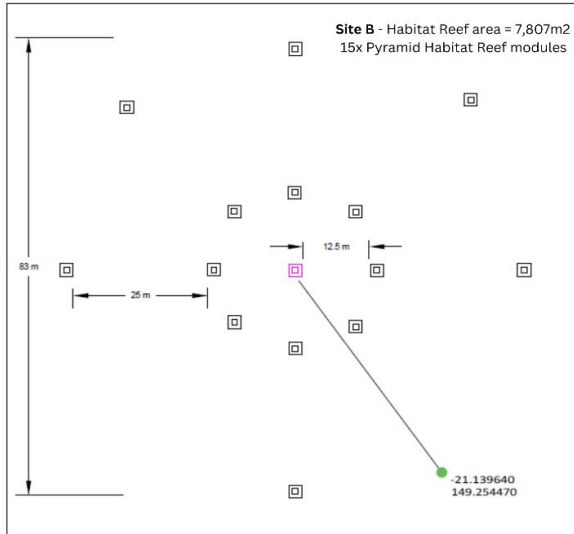 Site B - Habitat Reef area = 7,807m2
15x Pyramid Habitat Reef modules
12.5 m
83 m
25 m
-21.139640
149.254470